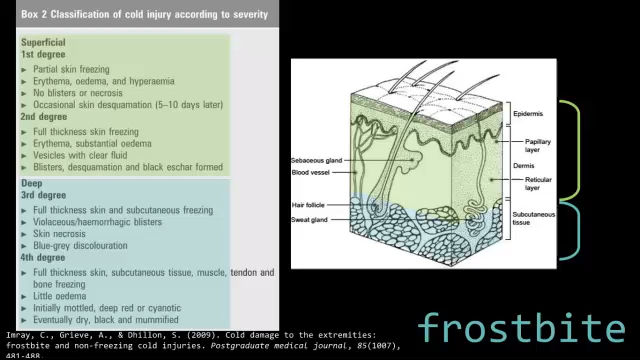 Box 2 Classification of cold injury according to severity
Superficial
1st degree
► Partial skin freezing
► Erythema, oedema, and hyperaemia
► No blisters or necrosis
► Occasional skin desquamation (5–10 days later)
2nd degree
► Full thickness skin freezing
► Erythema, substantial oedema
► Vesicles with clear fluid
► Blisters, desquamation and black eschar formed
Deep
3rd degree
► Full thickness skin and subcutaneous freezing
► Violaceous/haemorrhagic blisters
► Skin necrosis
► Blue-grey discolouration
4th degree
► Full thickness skin, subcutaneous tissue, muscle, tendon and
bone freezing
► Little oedema
► Initially mottled, deep red or cyanotic
► Eventually dry, black and mummified
Sebaceous gland
Blood vessel
Hair follicle
Sweat gland
Epidermis
Papillary
layer
Dermis
Reticular
layer
Subcutaneous
tissue
frostbite
Imray, C., Grieve, A., & Dhillon, S. (2009). Cold damage to the extremities:
frostbite and non-freezing cold injuries. Postgraduate medical journal, 85(1007),
481-488.